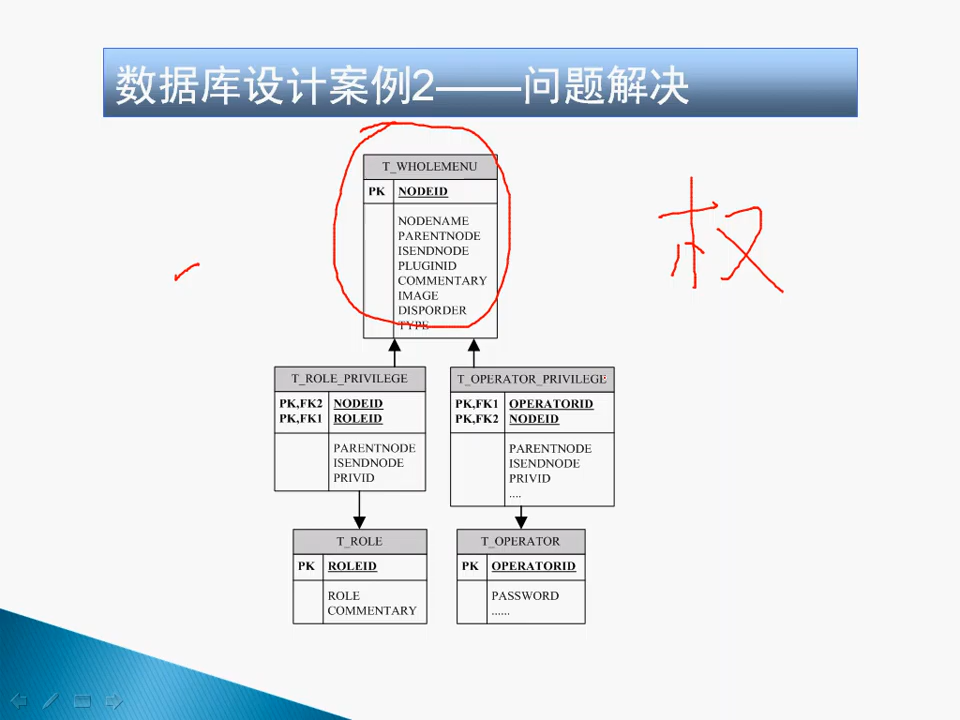 数据库设计案例2——问题解决
T_WHOLEMENU
PK NODEID
NODENAME
PARENTNODE
ISENDNODE
PLUGINID
COMMENTARY
IMAGE
DISPORDER
TYPE
权
T_ROLE_PRIVILEGE
PK,FK2 NODEID
PK,FK1 ROLEID
PARENTNODE
ISENDNODE
PRIVID
T_OPERATOR_PRIVILEGE
PK,FK1 OPERATORID
PK,FK2 NODEID
PARENTNODE
ISENDNODE
PRIVID
....
T_ROLE
PK ROLEID
ROLE
COMMENTARY
T_OPERATOR
PK OPERATORID
PASSWORD
......